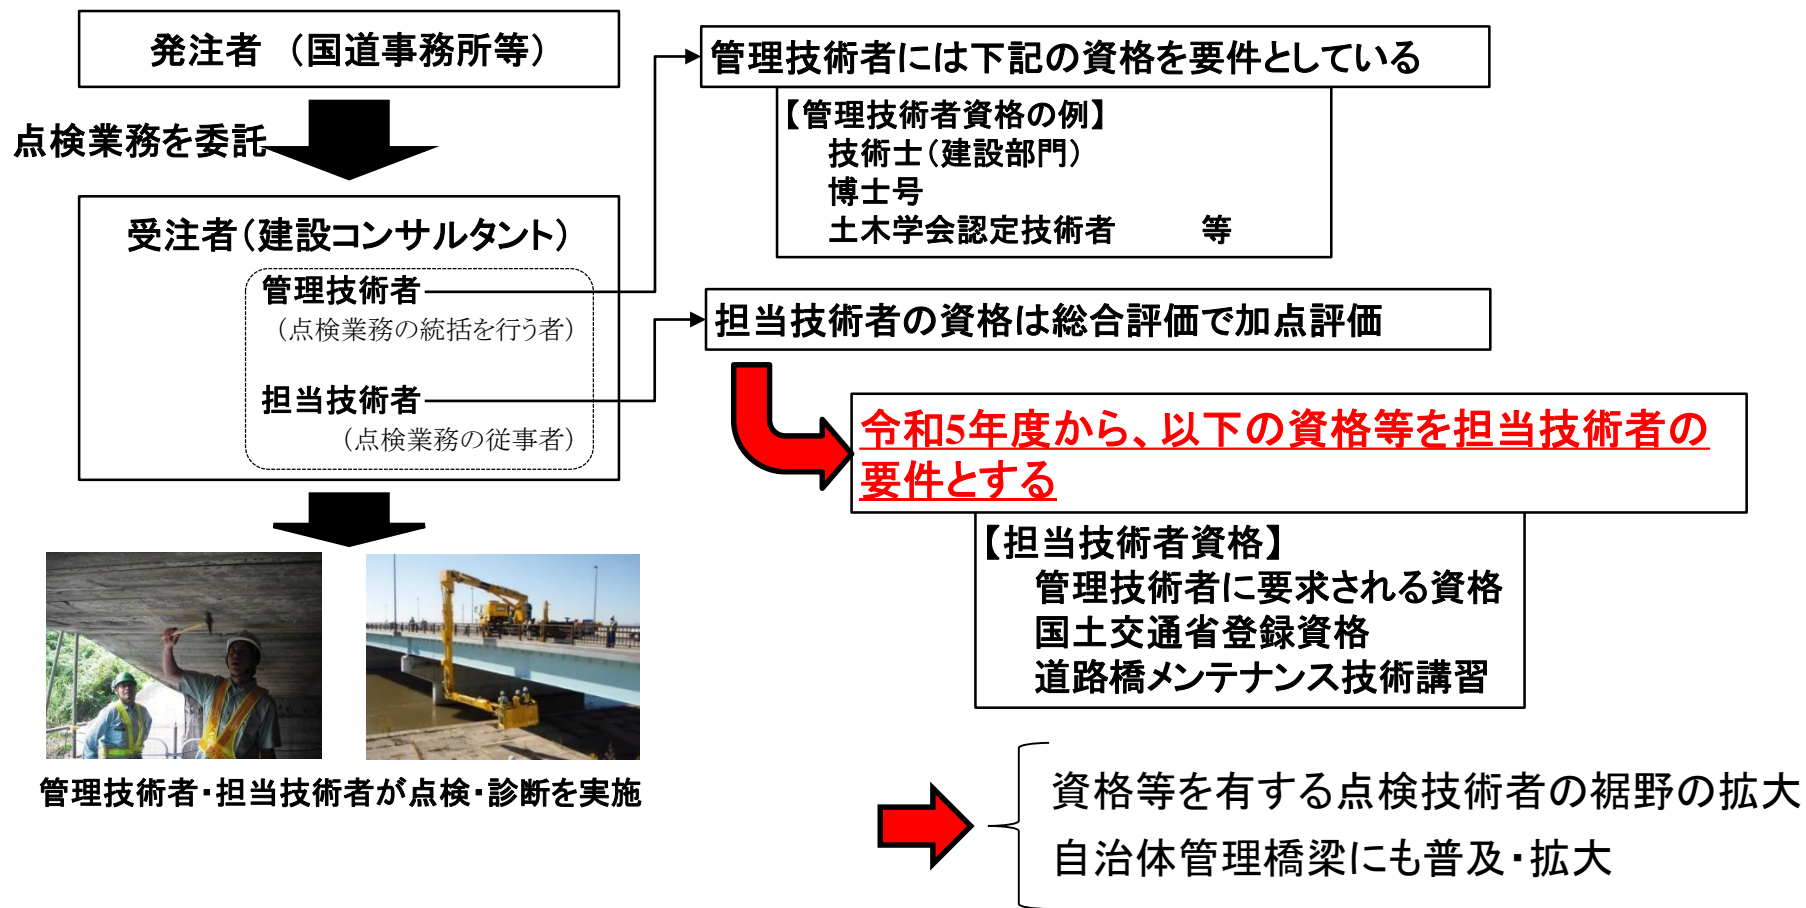 発注者 （国道事務所等）
点検業務を委託
受注者（建設コンサルタント）
管理技術者
（点検業務の統括を行う者）
担当技術者
（点検業務の従事者）
管理技術者・担当技術者が点検・診断を実施
管理技術者には下記の資格を要件としている
【管理技術者資格の例】
技術士（建設部門）
博士号
土木学会認定技術者 等
担当技術者の資格は総合評価で加点評価
令和5年度から、以下の資格等を担当技術者の
要件とする
【担当技術者資格】
管理技術者に要求される資格
国土交通省登録資格
道路橋メンテナンス技術講習
資格等を有する点検技術者の裾野の拡大
自治体管理橋梁にも普及・拡大